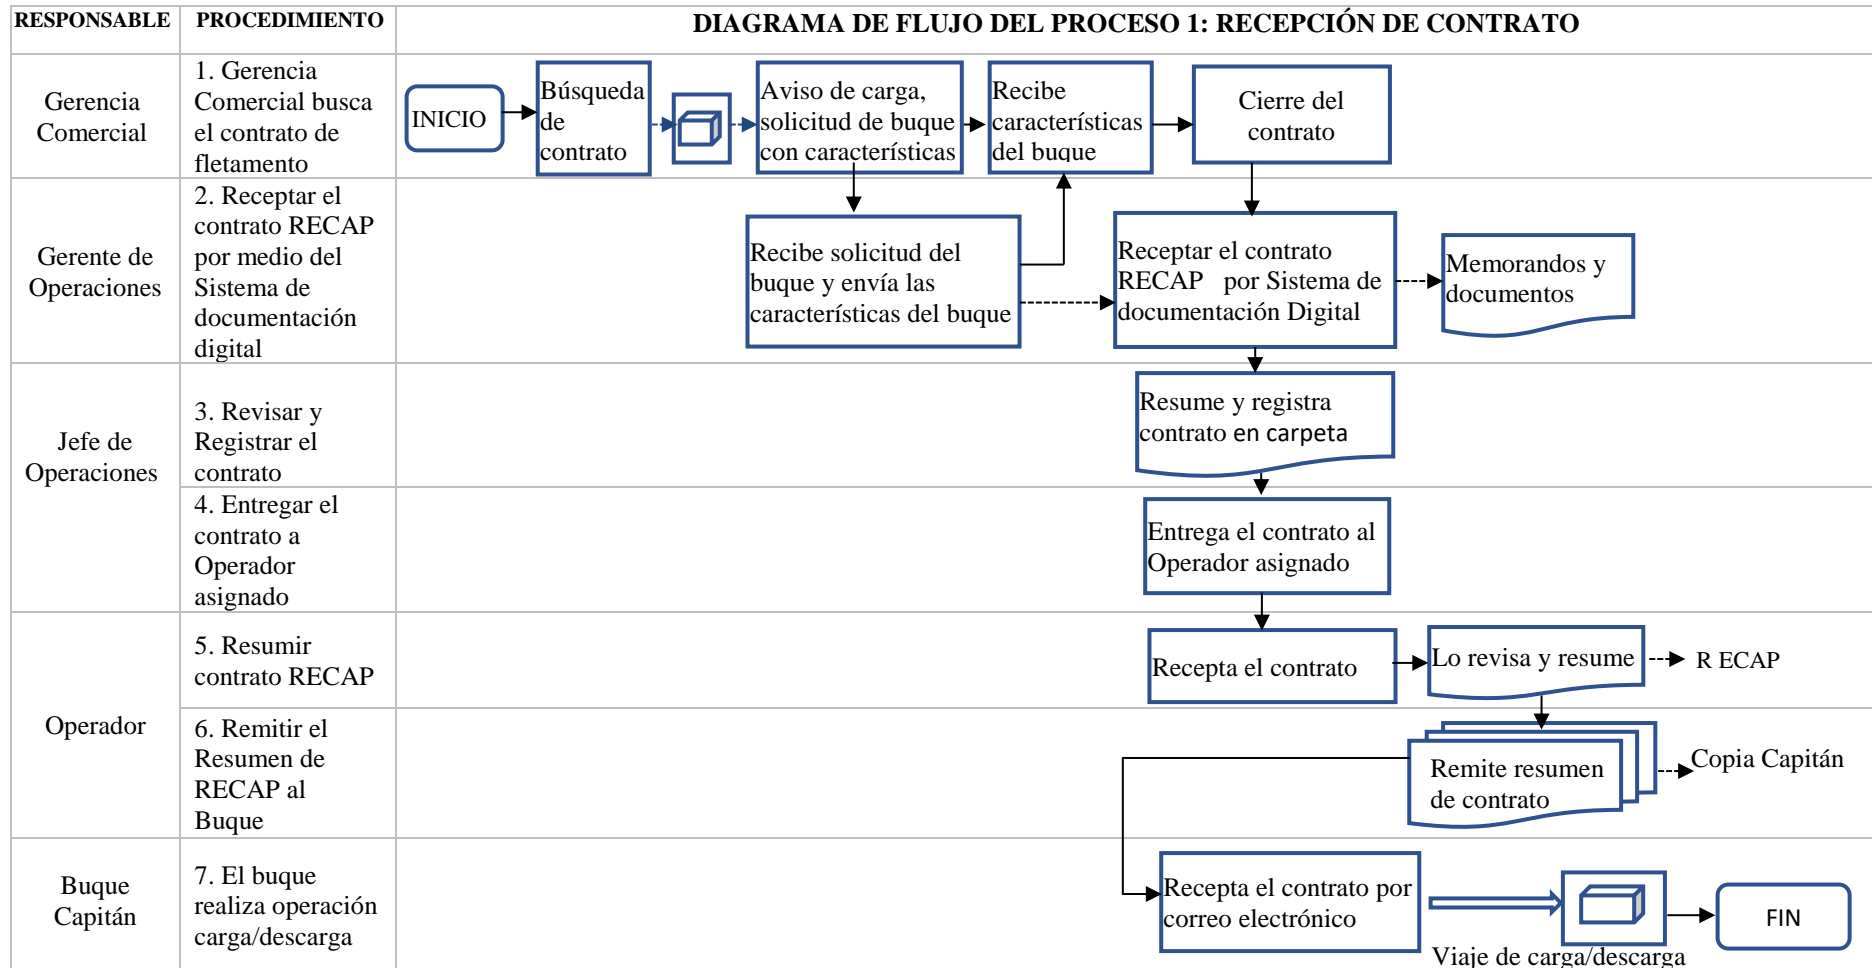 RESPONSABLE
PROCEDIMIENTO
DIAGRAMA DE FLUJO DEL PROCESO 1: RECEPCIÓN DE CONTRATO
Gerencia
Comercial
1. Gerencia
Comercial busca
el contrato de
fletamento
INICIO
Búsqueda
de
contrato
Aviso de carga,
solicitud de buque
con características
Recibe
características
del buque
Cierre del
contrato
Gerente de
Operaciones
2. Receptar el
contrato RECAP
por medio del
Sistema de
documentación
digital
Recibe solicitud del
buque y envía las
características del buque
Receptar el contrato
RECAP por Sistema de
documentación Digital
Memorandos y
documentos
Jefe de
Operaciones
3. Revisar y
Registrar el
contrato
Resume y registra
contrato en carpeta
4. Entregar el
contrato a
Operador
asignado
Entrega el contrato al
Operador asignado
Operador
5. Resumir
contrato RECAP
Recepta el contrato
Lo revisa y resume
R ECAP
6. Remitir el
Resumen de
RECAP al
Buque
Remite resumen
de contrato
Copia Capitán
Buque
Capitán
7. El buque
realiza operación
carga/descarga
Recepta el contrato por
correo electrónico
Viaje de carga/descarga
FIN